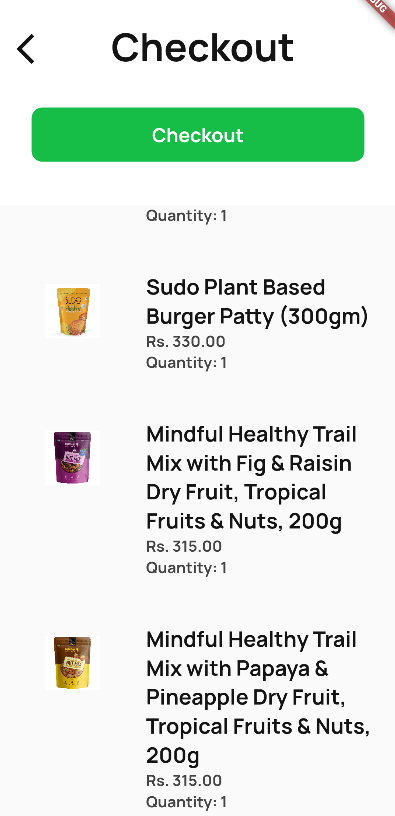 Checkout
Checkout
Quantity: 1
Sudo Plant Based
Burger Patty (300gm)
Rs. 330.00
Quantity: 1
Mindful Healthy Trail
Mix with Fig & Raisin
Dry Fruit, Tropical
Fruits & Nuts, 200g
Rs. 315.00
Quantity: 1
Mindful Healthy Trail
Mix with Papaya &
Pineapple Dry Fruit,
Tropical Fruits & Nuts,
200g
Rs. 315.00
Quantity: 1